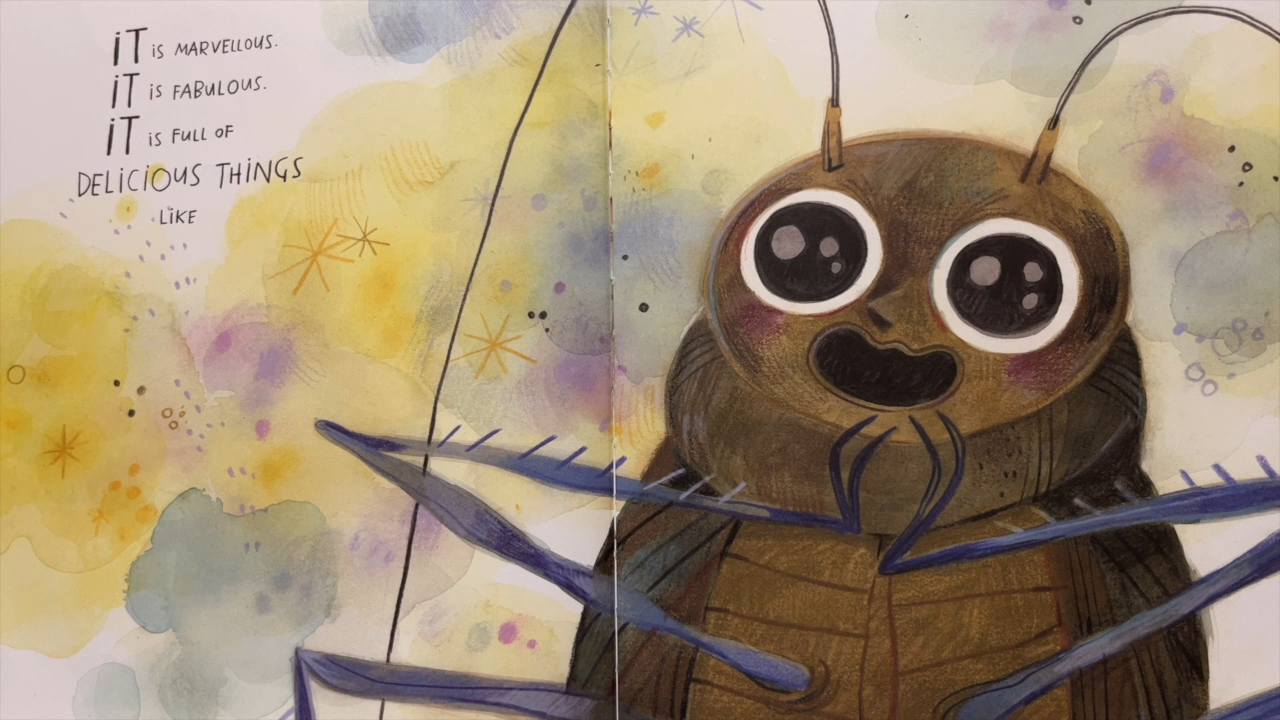 IT IS MARVELLOUS.
IT IS FABULOUS.
IT IS FULL OF
DELICIOUS THINGS
LIKE